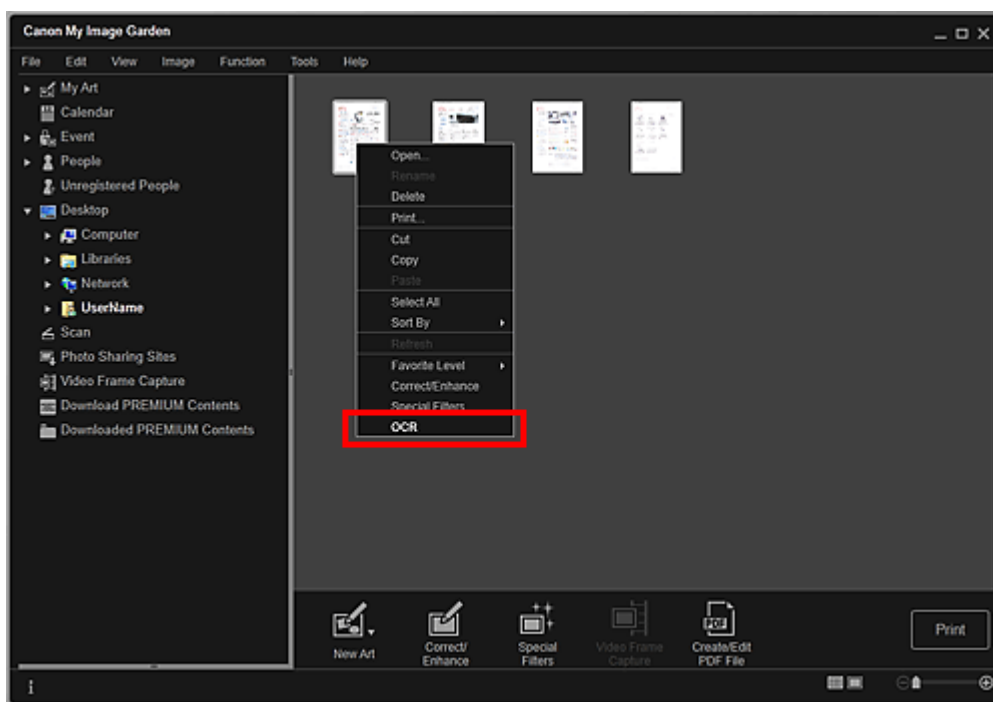 Canon My Image Garden
File Edit View Image Function Tools Help
My Art
Calendar
Event
People
Unregistered People
Desktop
Computer
Libraries
Network
UserName
Scan
Photo Sharing Sites
Video Frame Capture
Download PREMIUM Contents
Downloaded PREMIUM Contents
Open...
Rename
Delete
Print...
Cut
Copy
Paste
Select All
Sort By
Refresh
Favorite Level
Correct/Enhance
Special Filters
OCR
New Art
Correct/
Enhance
Special
Filters
Video Frame
Capture
Create/Edit
PDF File
Print